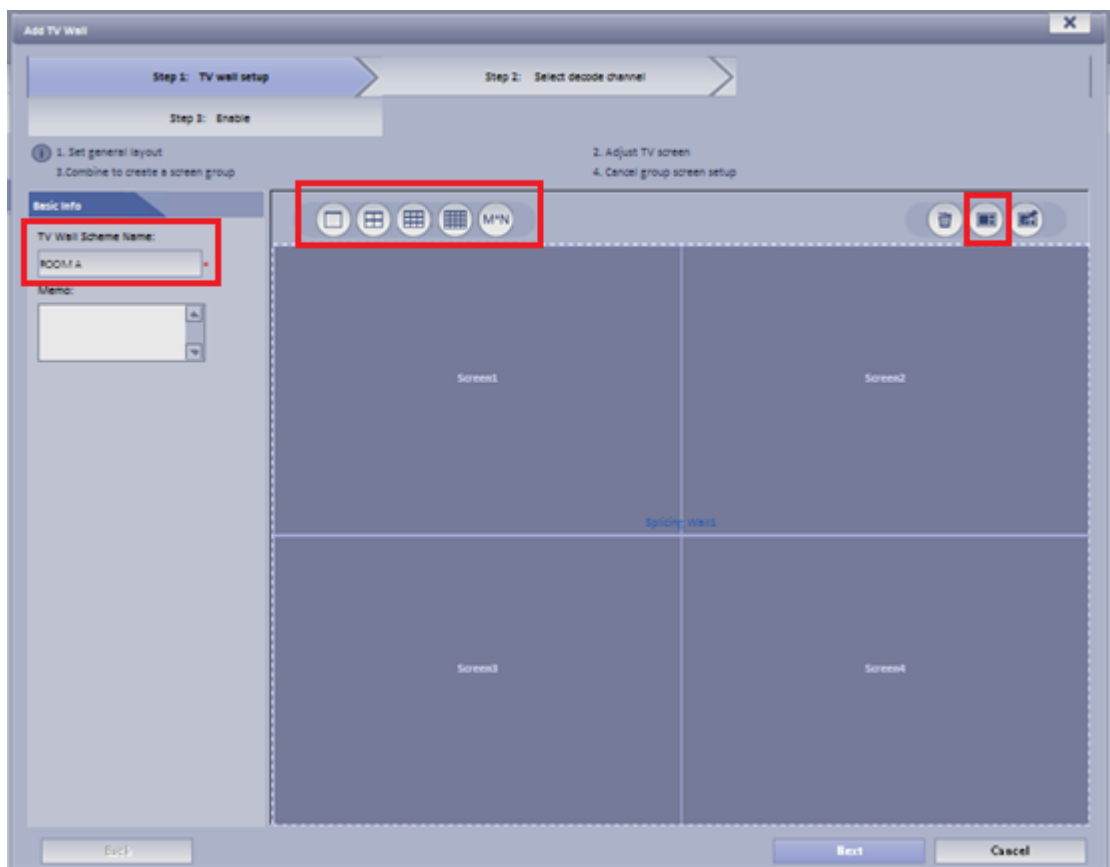 Add TV Wall
Step 1: TV wall setup
Step 2: Select decode channel
Step 3: Enable
1. Set general layout
2. Adjust TV screen
3.Combine to create a screen group
4. Cancel group screen setup
Basic Info
TV Wall Scheme Name:
ROOM A *
Memo:
M*N
Screen1
Screen2
Splicing Wall1
Screen3
Screen4
Back
Next
Cancel